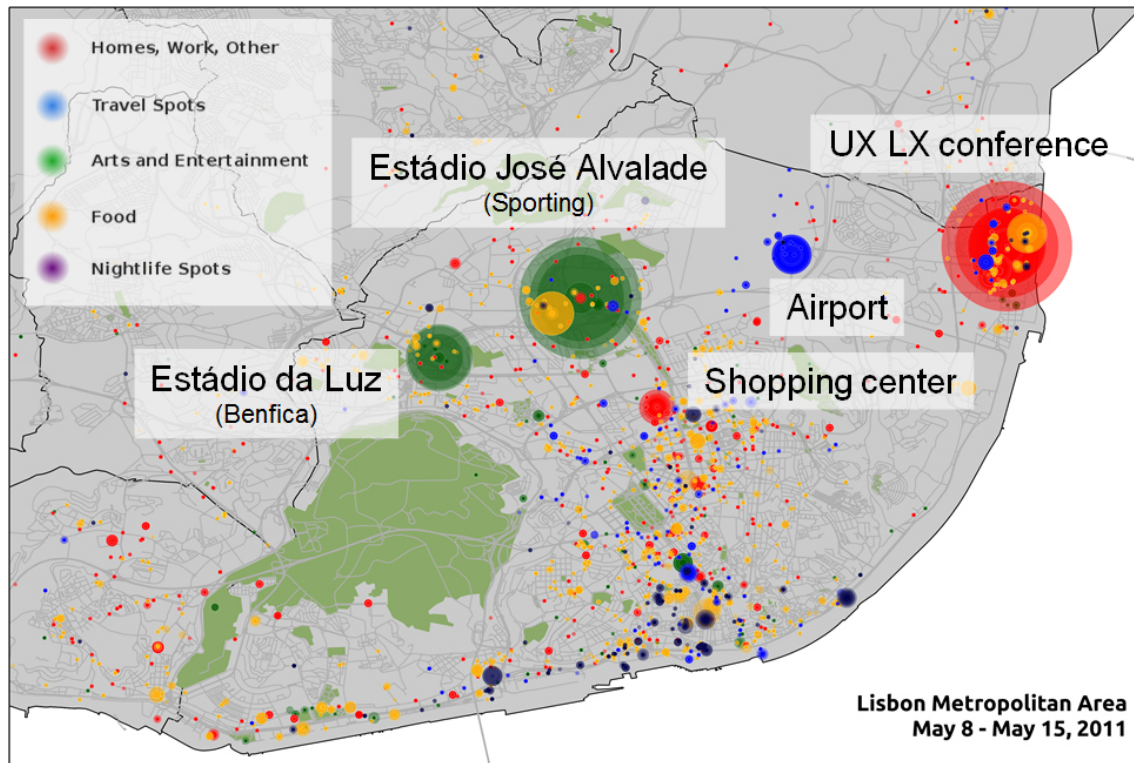 Homes, Work, Other
Travel Spots
Arts and Entertainment
Food
Nightlife Spots
Estádio José Alvalade
(Sporting)
UX LX conference
Airport
Estádio da Luz
(Benfica)
Shopping center
Lisbon Metropolitan Area
May 8 - May 15, 2011